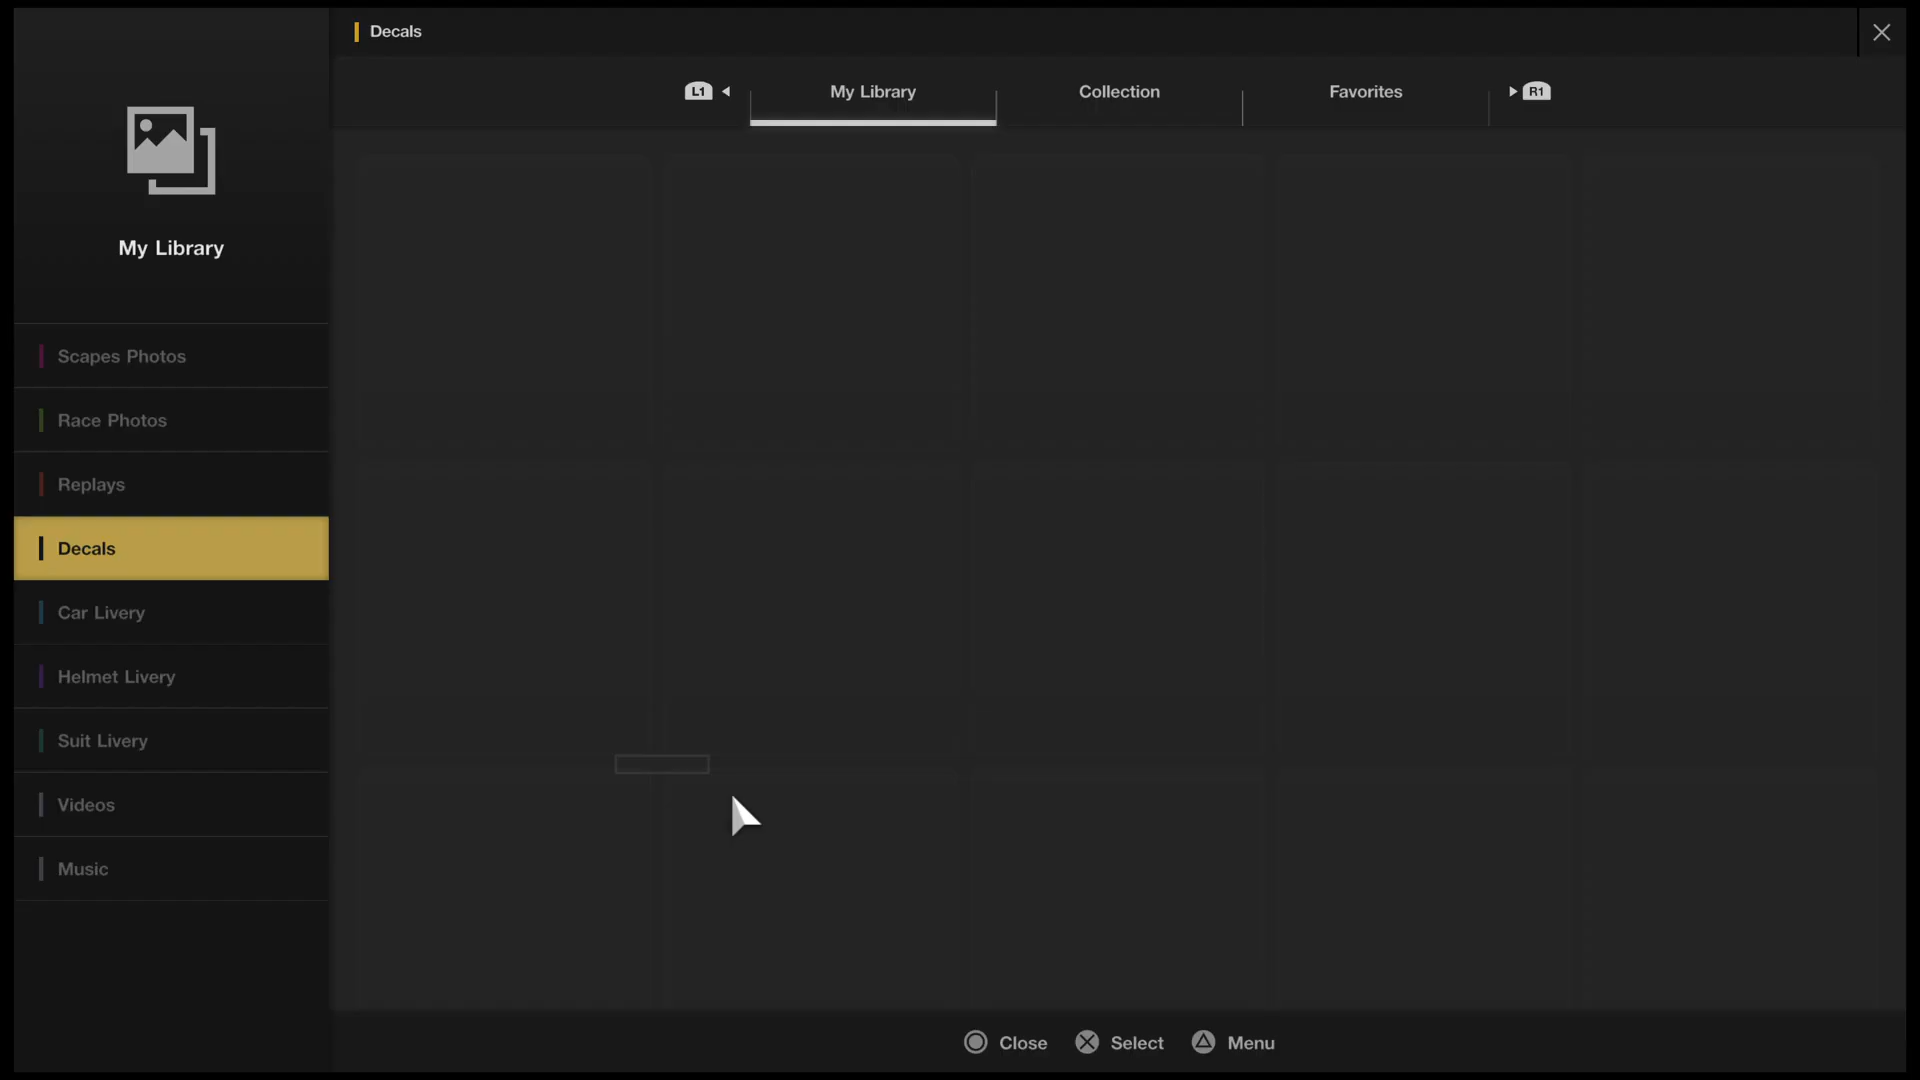 Decals
L1
My Library
Collection
Favorites
R1
My Library
Scapes Photos
Race Photos
Replays
Decals
Car Livery
Helmet Livery
Suit Livery
Videos
Music
Close
Select
Menu